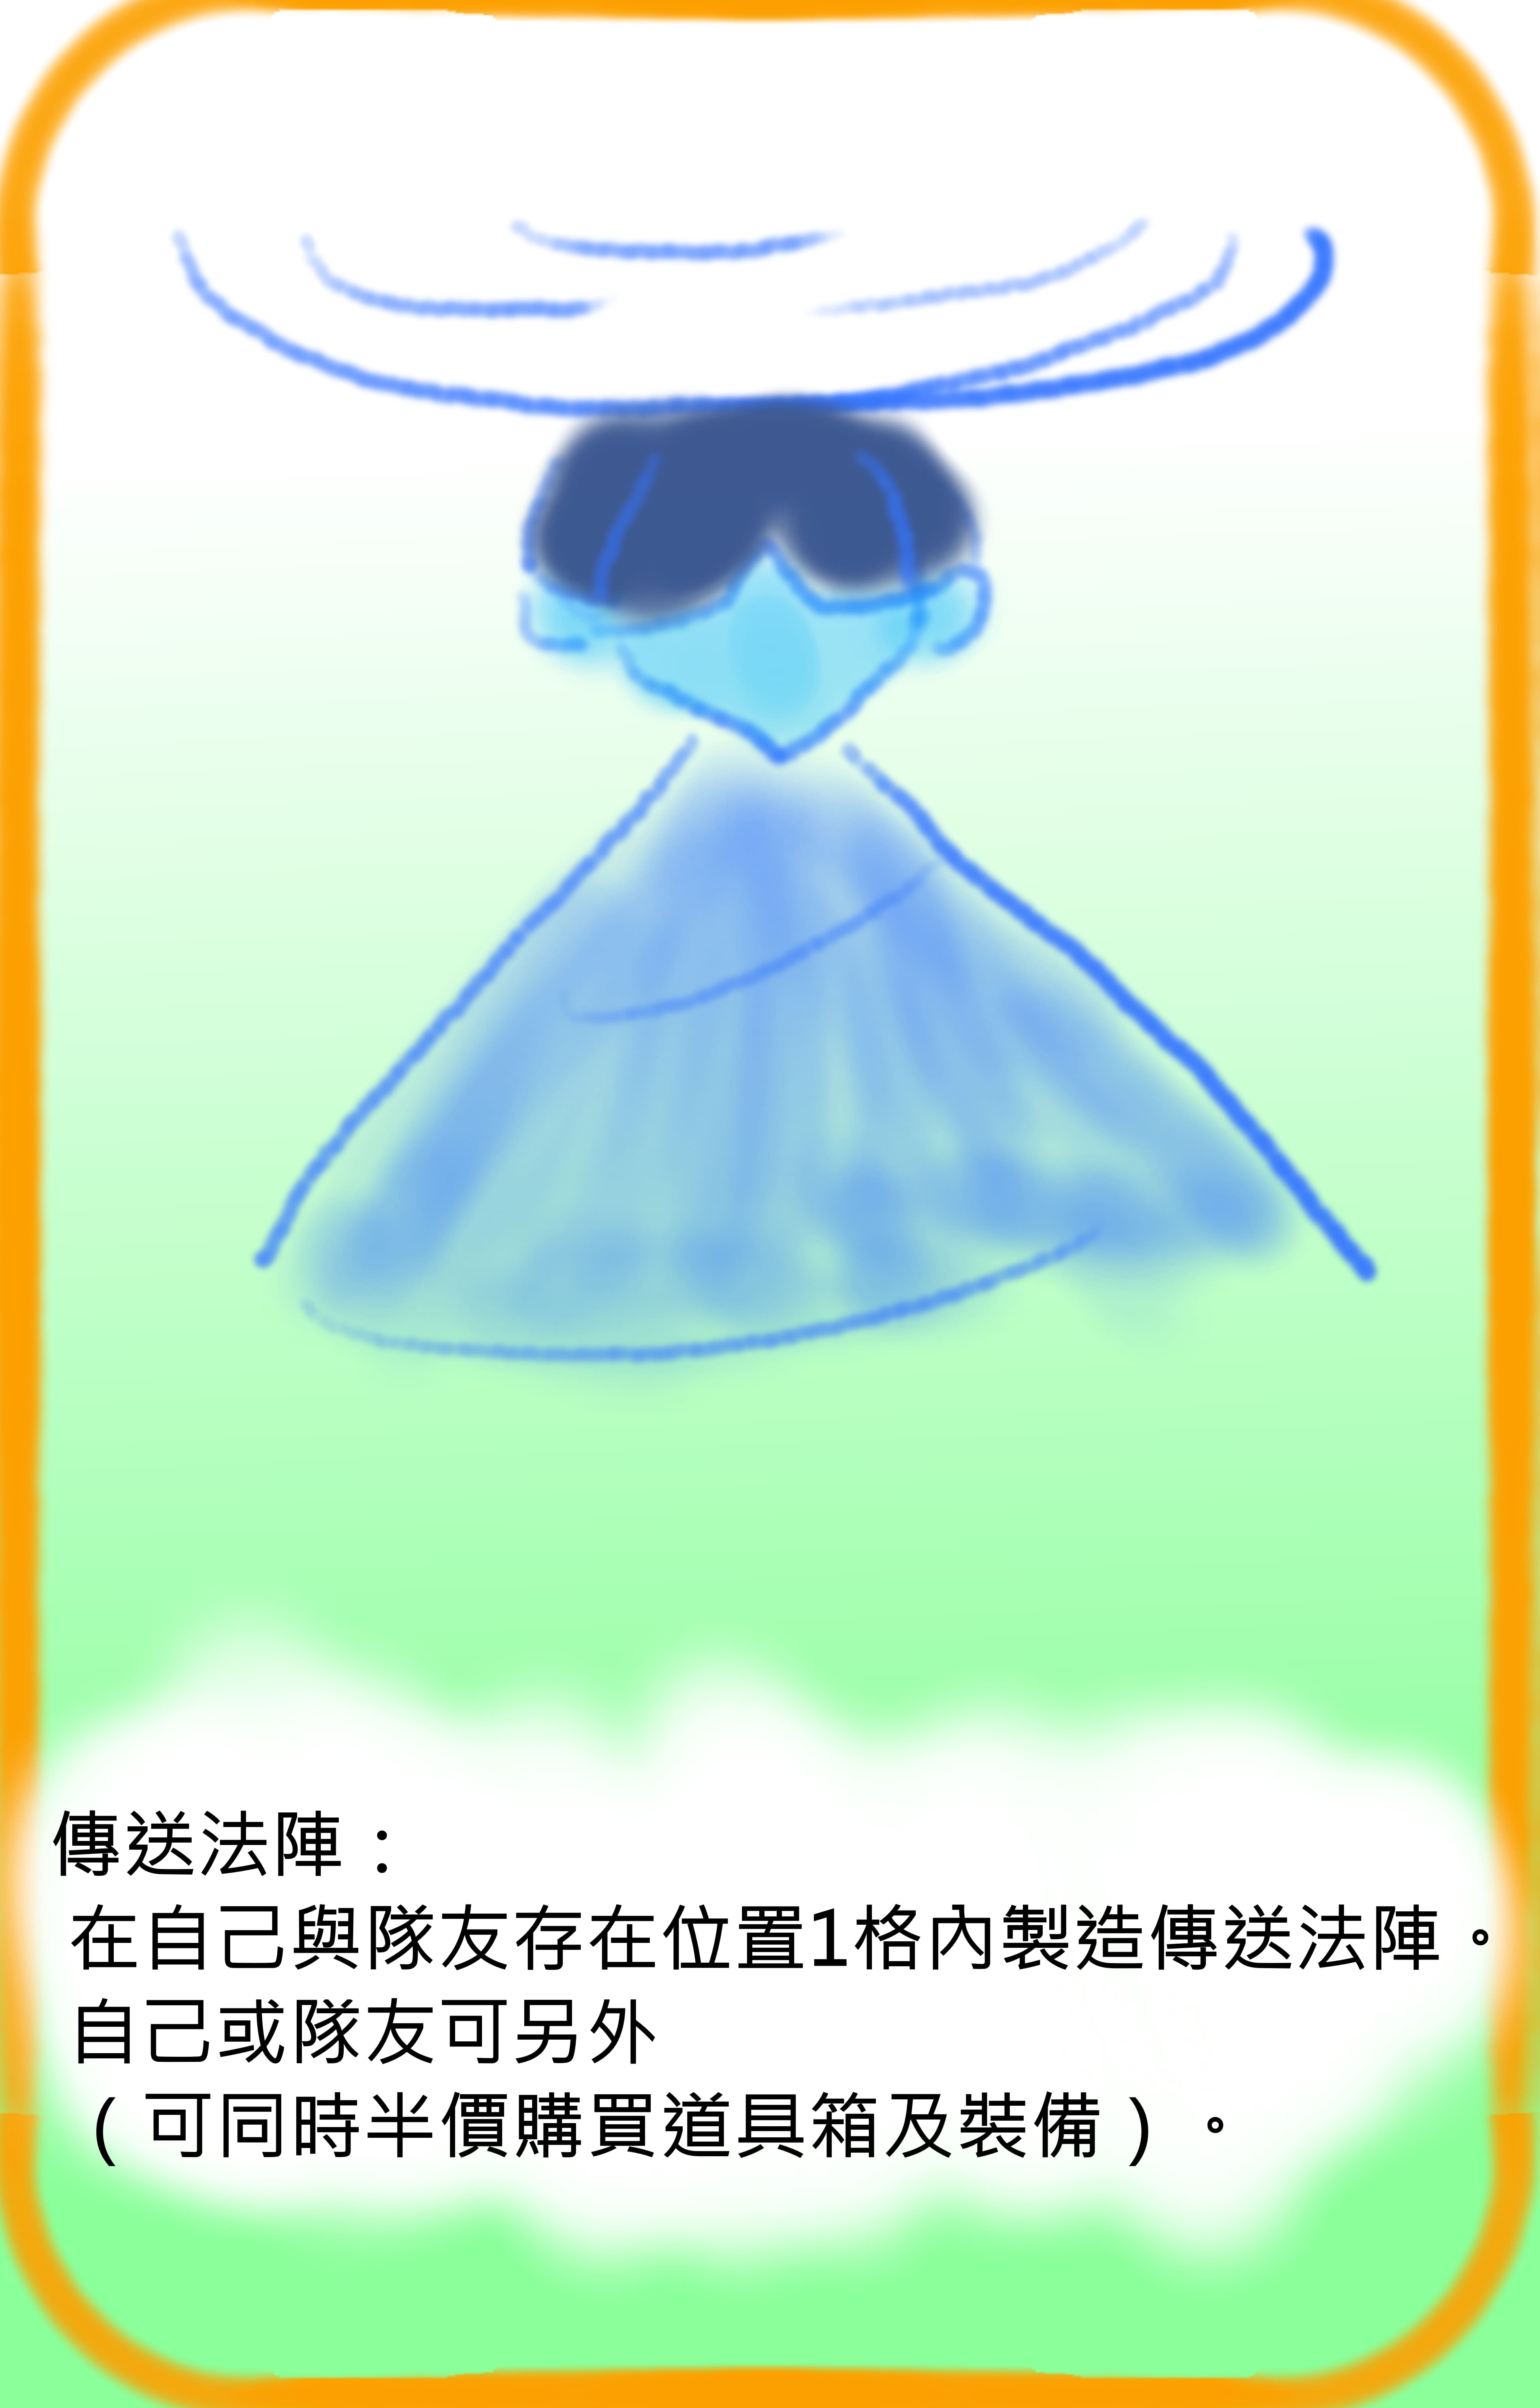 傳送法陣：
在自己與隊友存在位置1格內製造傳送法陣。
自己或隊友可另外
（可同時半價購買道具箱及裝備）。